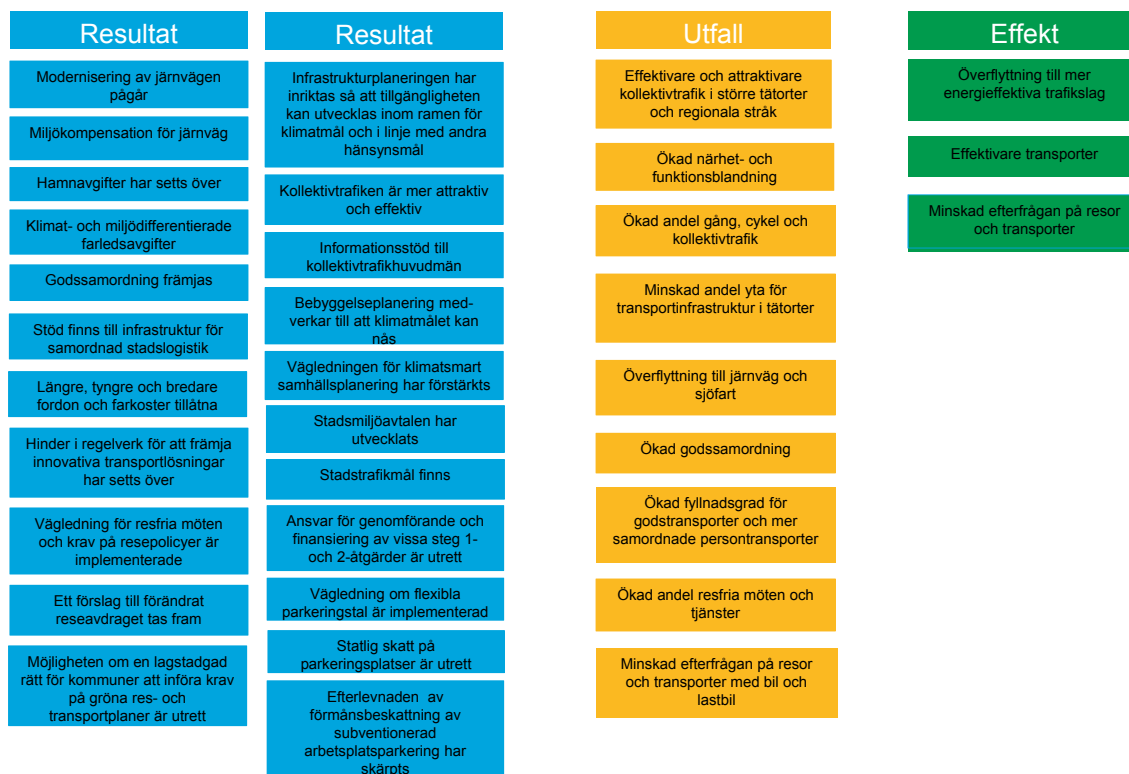 Resultat
Modernisering av järnvägen
pågår
Miljökompensation för järnväg
Hamnavgifter har setts över
Klimat- och miljödifferentierade
farledsavgifter
Godssamordning främjas
Stöd finns till infrastruktur för
samordnad stadslogistik
Längre, tyngre och bredare
fordon och farkoster tillåtna
Hinder i regelverk för att främja
innovativa transportlösningar
har setts över
Vägledning för resfria möten
och krav på resepolicyer är
implementerade
Ett förslag till förändrat
reseavdraget tas fram
Möjligheten om en lagstadgad
rätt för kommuner att införa krav
på gröna res- och
transportplaner är utrett
Resultat
Infrastrukturplaneringen har
inriktas så att tillgängligheten
kan utvecklas inom ramen för
klimatmål och i linje med andra
hänsynsmål
Kollektivtrafiken är mer attraktiv
och effektiv
Informationsstöd till
kollektivtrafikhuvudmän
Bebyggelseplanering med-
verkar till att klimatmålet kan
nås
Vägledningen för klimatsmart
samhällsplanering har förstärkts
Stadsmiljöavtalen har
utvecklats
Stadstrafikmål finns
Ansvar för genomförande och
finansiering av vissa steg 1-
och 2-åtgärder är utrett
Vägledning om flexibla
parkeringstal är implementerad
Statlig skatt på
parkeringsplatser är utrett
Efterlevnaden av
förmånsbeskattning av
subventionerad
arbetsplatsparkering har
skärpts
Utfall
Effektivare och attraktivare
kollektivtrafik i större tätorter
och regionala stråk
Ökad närhet- och
funktionsblandning
Ökad andel gång, cykel och
kollektivtrafik
Minskad andel yta för
transportinfrastruktur i tätorter
Överflyttning till järnväg och
sjöfart
Ökad godssamordning
Ökad fyllnadsgrad för
godstransporter och mer
samordnade persontransporter
Ökad andel resfria möten och
tjänster
Minskad efterfrågan på resor
och transporter med bil och
lastbil
Effekt
Överflyttning till mer
energieffektiva trafikslag
Effektivare transporter
Minskad efterfrågan på resor
och transporter